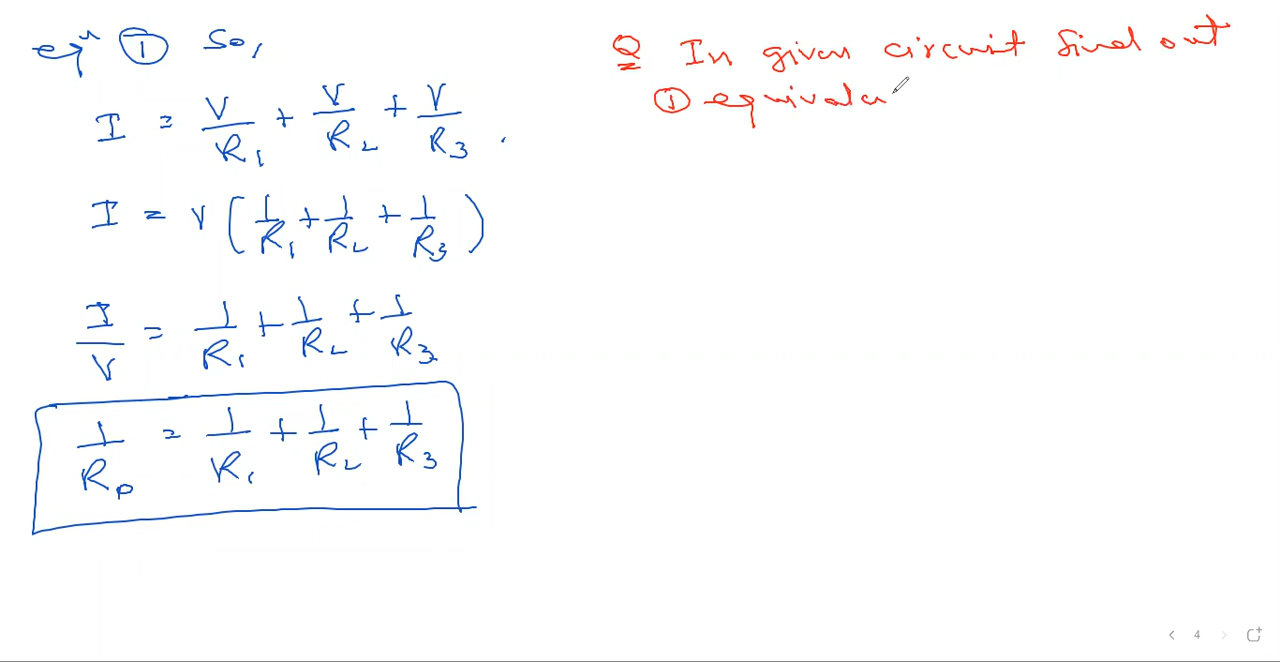 eqn ① So,
I = V/R1 + V/R2 + V/R3
I = V (1/R1 + 1/R2 + 1/R3)
I/V = 1/R1 + 1/R2 + 1/R3
1/Rp = 1/R1 + 1/R2 + 1/R3
Q In given circuit find out
① equivale
4